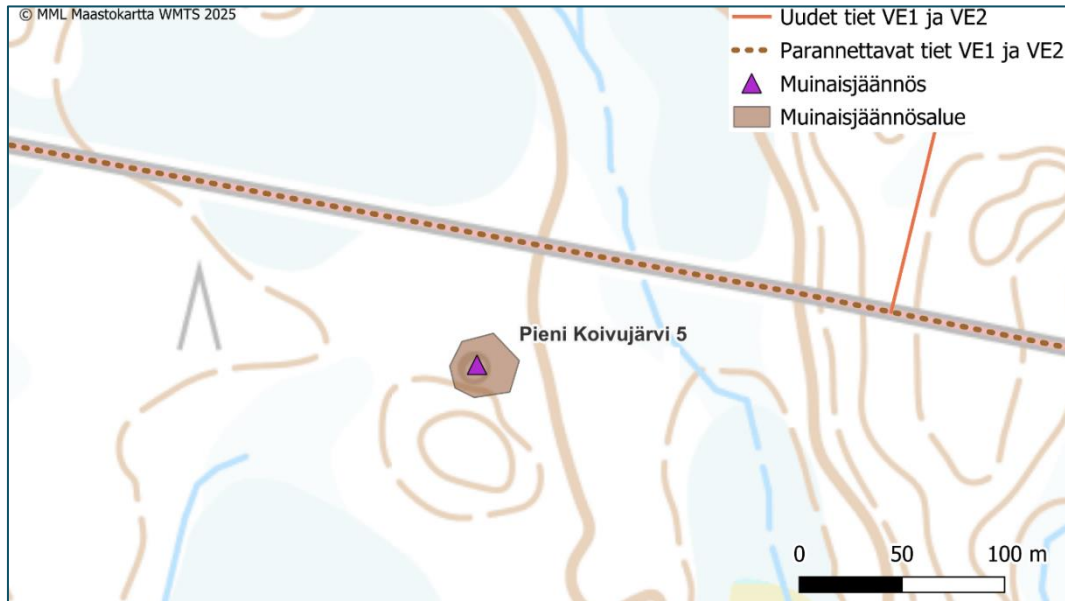 © MML Maastokartta WMTS 2025
Uudet tiet VE1 ja VE2
Parannettavat tiet VE1 ja VE2
Muinaisjäännös
Muinaisjäännösalue
Pieni Koivujärvi 5
0 50 100 m